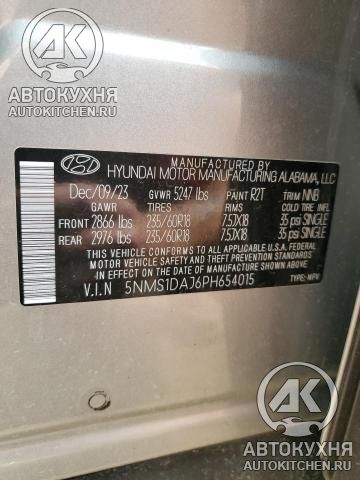 AK
АВТОКУХНЯ
AUTOKITCHEN.RU
MANUFACTURED BY
HYUNDAI MOTOR MANUFACTURING ALABAMA, LLC
Dec/09/23 GVWR 5247 lbs PAINT R2T TRIM NNB
GAWR TIRES RIMS COLD TIRE INFL
FRONT 2866 lbs 235/60R18 7.5JX18 35 psi SINGLE
REAR 2976 lbs 235/60R18 7.5JX18 35 psi SINGLE
THIS VEHICLE CONFORMS TO ALL APPLICABLE
FEDERAL MOTOR VEHICLE SAFETY AND THEFT
PREVENTION STANDARDS IN EFFECT ON THE DATE
OF MANUFACTURE SHOWN ABOVE.
V.I.N 5NMS1DAJ6PH654015 TYPE: MPV
AK
АВТОКУХНЯ
AUTOKITCHEN.RU